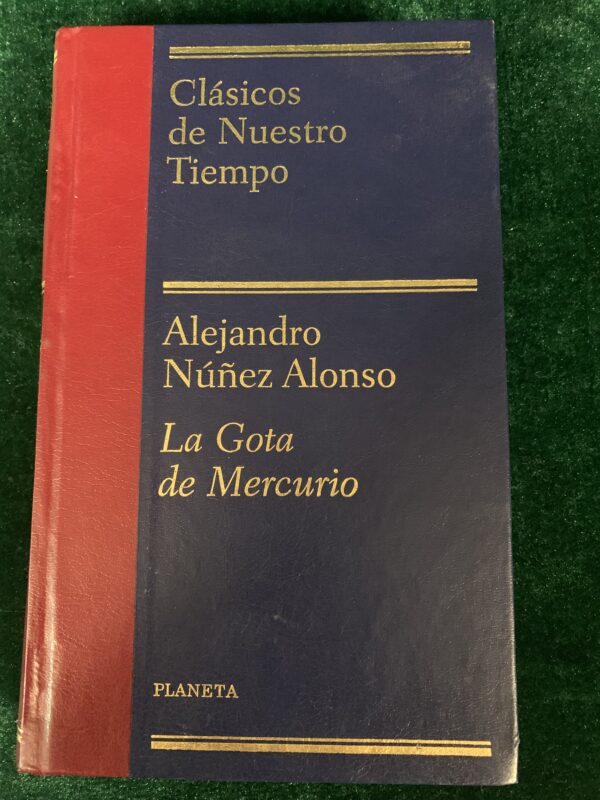 Clásicos
de Nuestro
Tiempo
Alejandro
Núñez Alonso
La Gota
de Mercurio
PLANETA